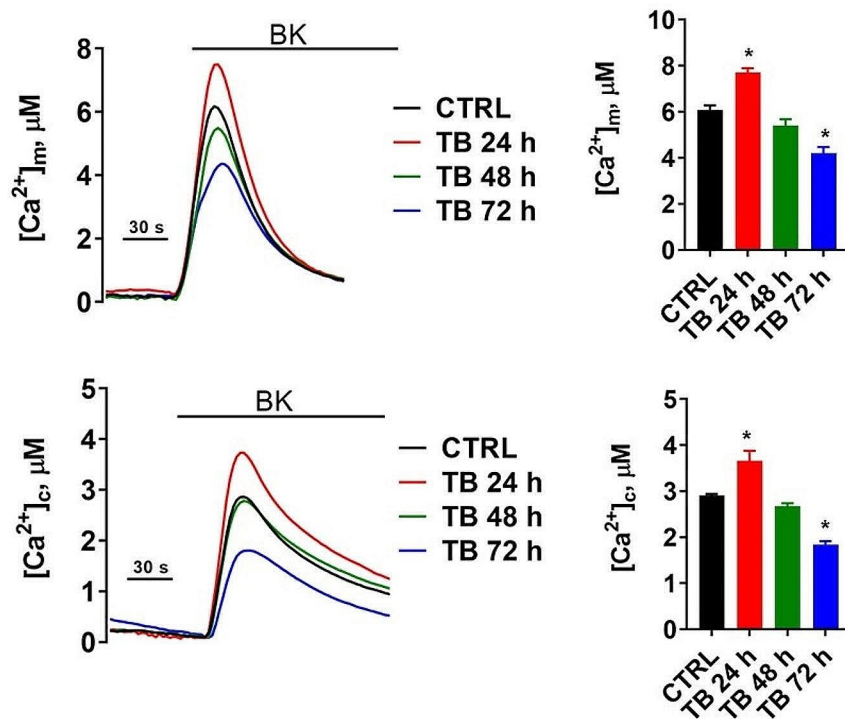 BK
[Ca²⁺]ₘ, µM
8
6
4
2
0
30 s
CTRL
TB 24 h
TB 48 h
TB 72 h
[Ca²⁺]ₘ, µM
10
8
6
4
2
0
*
*
CTRL
TB 24 h
TB 48 h
TB 72 h
BK
[Ca²⁺]c, µM
5
4
3
2
1
0
30 s
CTRL
TB 24 h
TB 48 h
TB 72 h
[Ca²⁺]c, µM
5
4
3
2
1
0
*
*
CTRL
TB 24 h
TB 48 h
TB 72 h